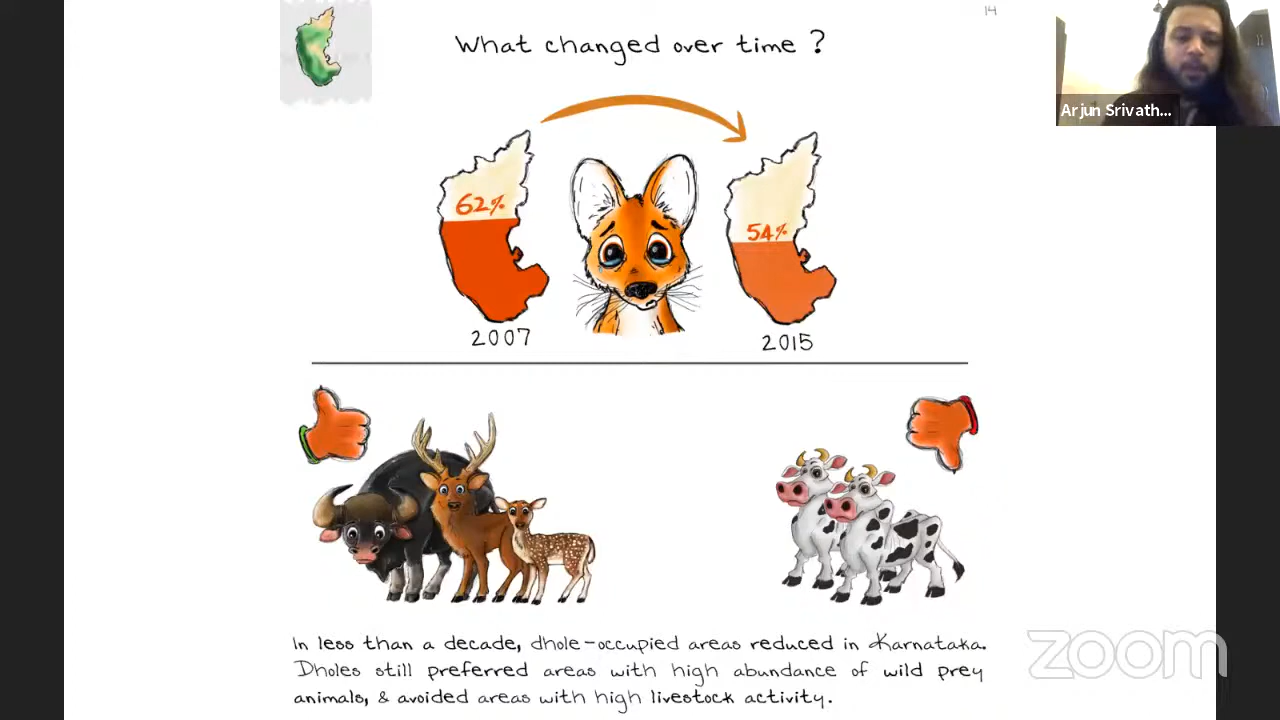 14
What changed over time ?
Arjun Srivath...
62%
54%
2007
2015
In less than a decade, dhole-occupied areas reduced in Karnataka.
Dholes still preferred areas with high abundance of wild prey
animals, & avoided areas with high livestock activity.
zoom